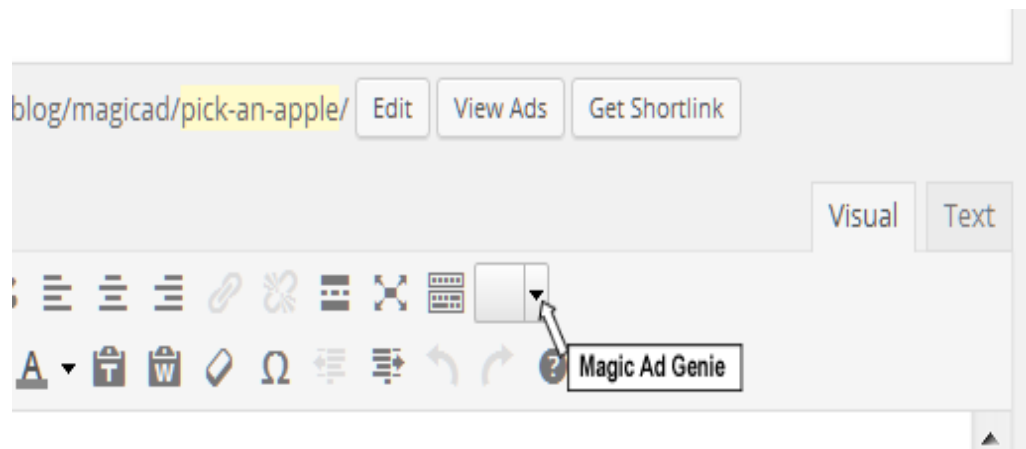 blog/magicad/pick-an-apple/ Edit View Ads Get Shortlink
Visual Text
A T W Ω ?
Magic Ad Genie